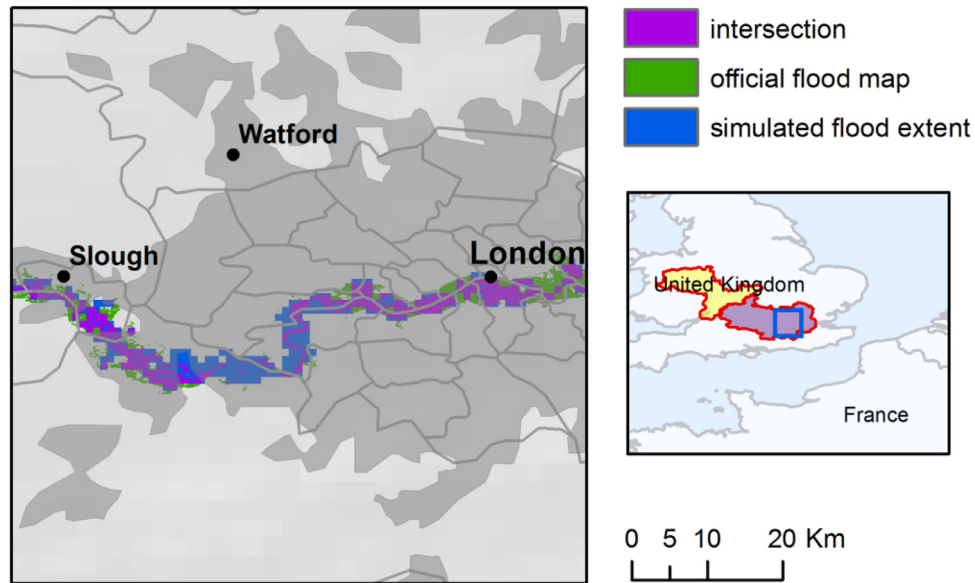 Watford
Slough
London
intersection
official flood map
simulated flood extent
United Kingdom
France
0 5 10 20 Km